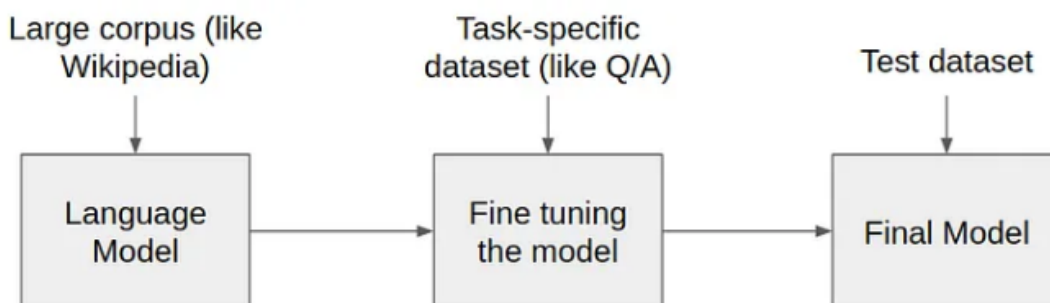 Large corpus (like
Wikipedia)
Task-specific
dataset (like Q/A)
Test dataset
Language
Model
Fine tuning
the model
Final Model